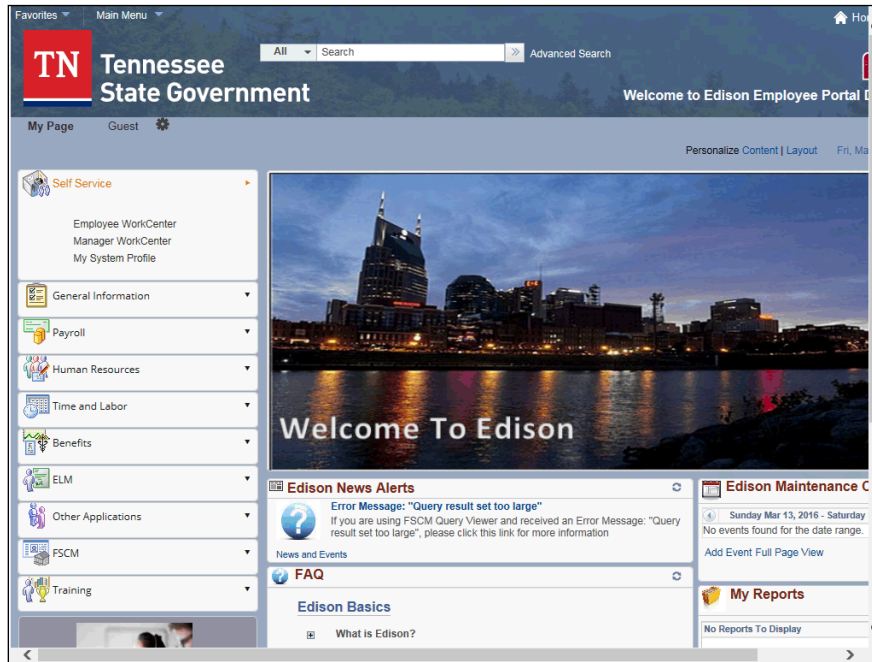 Favorites Main Menu
All Search Advanced Search
TN Tennessee
State Government
Welcome to Edison Employee Portal
My Page Guest
Personalize Content | Layout Fri,
Self Service
Employee WorkCenter
Manager WorkCenter
My System Profile
General Information
Payroll
Human Resources
Time and Labor
Benefits
ELM
Other Applications
FSCM
Training
Welcome To Edison
Edison News Alerts
Error Message: "Query result set too large"
If you are using FSCM Query Viewer and received an Error Message: "Query
result set too large", please click this link for more information
News and Events
FAQ
Edison Basics
What is Edison?
Edison Maintenance
Sunday Mar 13, 2016 - Saturday
No events found for the date range.
Add Event Full Page View
My Reports
No Reports To Display